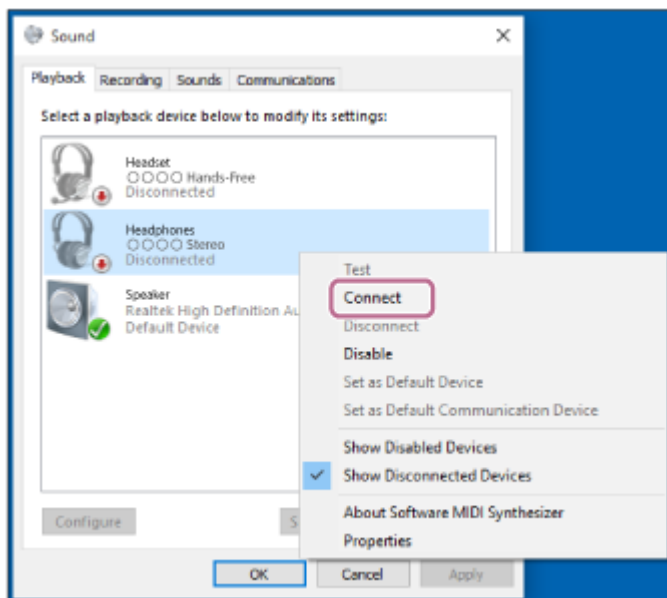 Sound
Playback Recording Sounds Communications
Select a playback device below to modify its settings:
Headset
○○○○ Hands-Free
Disconnected
Headphones
○○○○ Stereo
Disconnected
Speaker
Realtek High Definition Au
Default Device
Test
Connect
Disconnect
Disable
Set as Default Device
Set as Default Communication Device
Show Disabled Devices
Show Disconnected Devices
About Software MIDI Synthesizer
Properties
Configure S
OK Cancel Apply